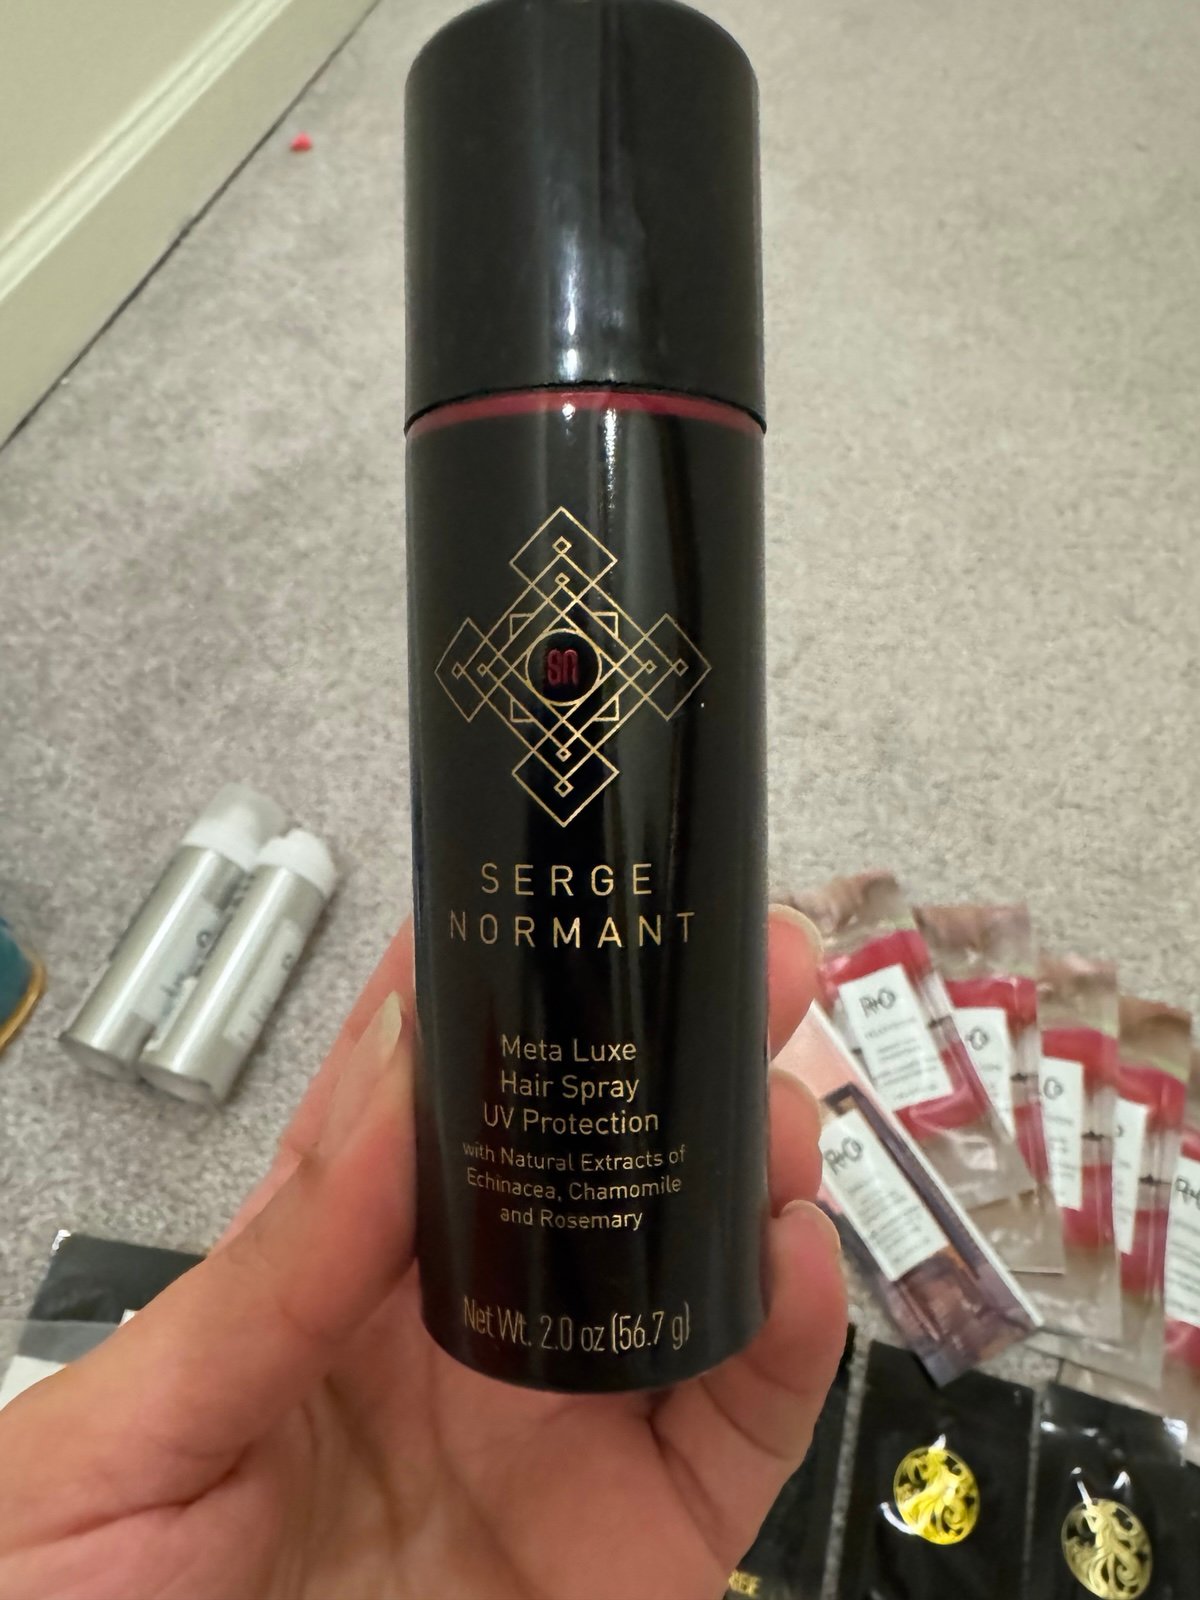 sn
SERGE
NORMANT
Meta Luxe
Hair Spray
UV Protection
with Natural Extracts of
Echinacea, Chamomile
and Rosemary
Net Wt. 2.0 oz (56.7 g)
R+Co
R+Co